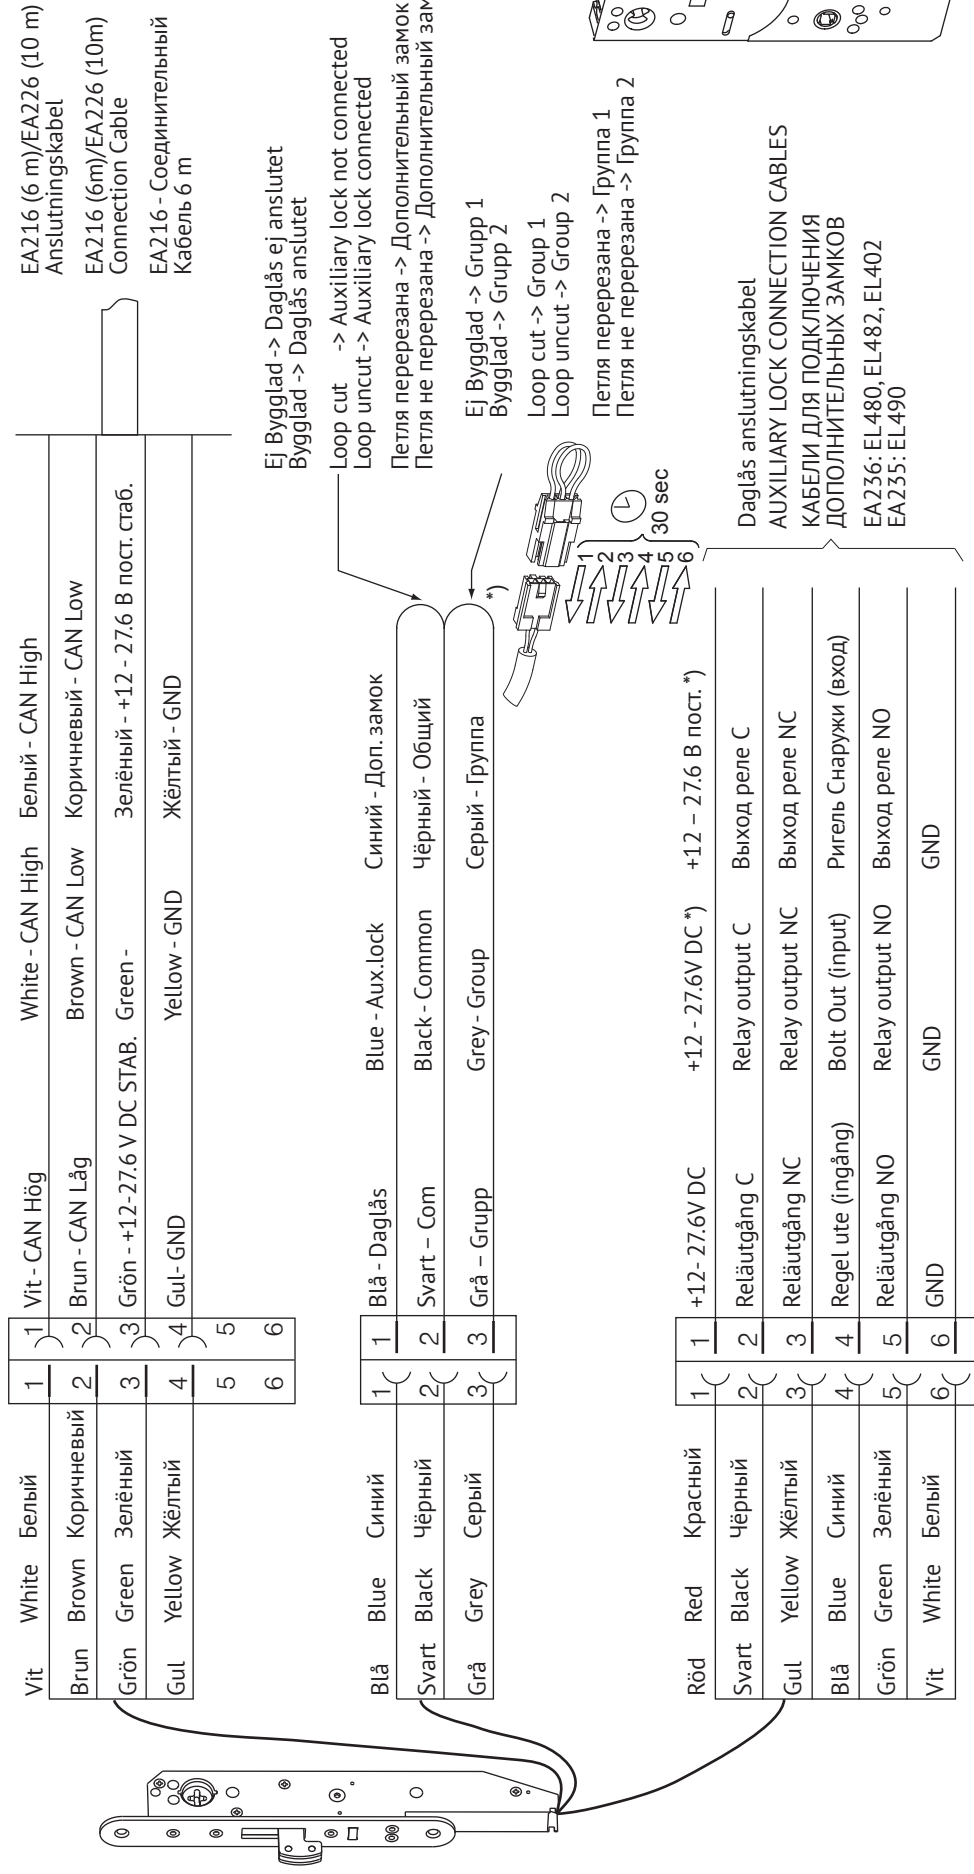 Vit White Белый 1 1 Vit - CAN Hög White - CAN High Белый - CAN High
Brun Brown Коричневый 2 2 Brun - CAN Låg Brown - CAN Low Коричневый - CAN Low
Grön Green Зелёный 3 3 Grön - +12-27.6 V DC STAB. Green - Зелёный - +12 - 27.6 В пост. стаб.
Gul Yellow Жёлтый 4 4 Gul- GND Yellow - GND Жёлтый - GND
5 5
6 6
EA216 (6 m)/EA226 (10 m)
Anslutningskabel
EA216 (6m)/EA226 (10m)
Connection Cable
EA216 - Соединительный
Кабель 6 m
Blå Blue Синий 1 1 Blå - Daglås Blue - Aux.lock Синий - Доп. замок
Svart Black Чёрный 2 2 Svart – Com Black - Common Чёрный - Общий
Grå Grey Серый 3 3 Grå – Grupp Grey - Group Серый - Группа
Ej Bygglad -> Daglås ej anslutet
Bygglad -> Daglås anslutet
Loop cut -> Auxiliary lock not connected
Loop uncut -> Auxiliary lock connected
Петля перерезана -> Дополнительный замок
Петля не перерезана -> Дополнительный
Ej Bygglad -> Grupp 1
Bygglad -> Grupp 2
Loop cut -> Group 1
Loop uncut -> Group 2
Петля перерезана -> Группа 1
Петля не перерезана -> Группа 2
*)
1
2
3
4
5
6
30 sec
Röd Red Красный 1 1 +12- 27.6V DC +12 - 27.6V DC *) +12 – 27.6 В пост. *)
Svart Black Чёрный 2 2 Reläutgång C Relay output C Выход реле C
Gul Yellow Жёлтый 3 3 Reläutgång NC Relay output NC Выход реле NC
Blå Blue Синий 4 4 Regel ute (ingång) Bolt Out (input) Ригель Снаружи (вход)
Grön Green Зелёный 5 5 Reläutgång NO Relay output NO Выход реле NO
Vit White Белый 6 6 GND GND GND
Daglås anslutningskabel
AUXILIARY LOCK CONNECTION CABLES
КАБЕЛИ ДЛЯ ПОДКЛЮЧЕНИЯ
ДОПОЛНИТЕЛЬНЫХ ЗАМКОВ
EA236: EL480, EL482, EL402
EA235: EL490